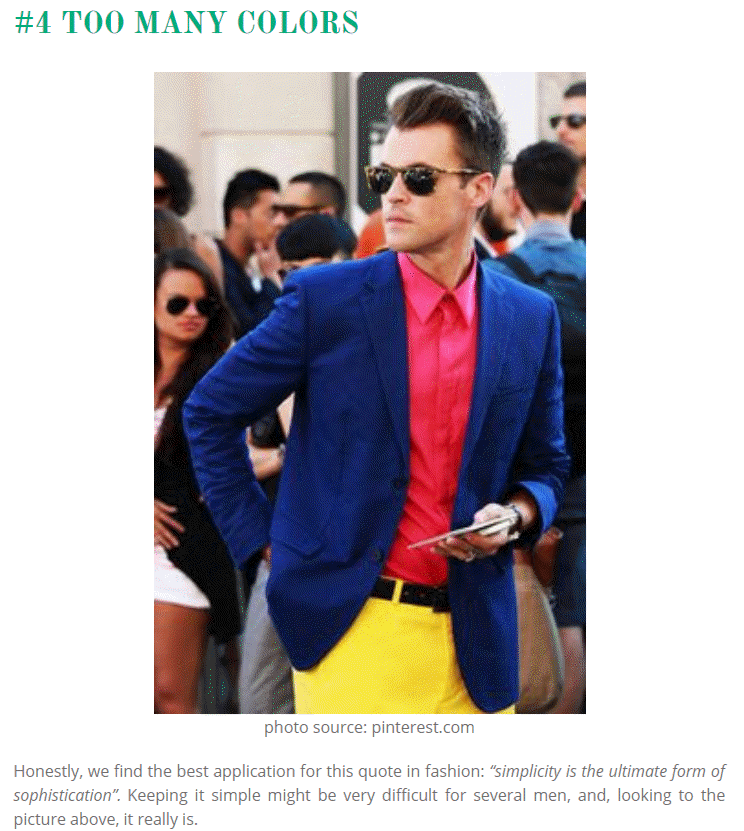 #4 TOO MANY COLORS
photo source: pinterest.com
Honestly, we find the best application for this quote in fashion: “simplicity is the ultimate form of
sophistication”. Keeping it simple might be very difficult for several men, and, looking to the
picture above, it really is.